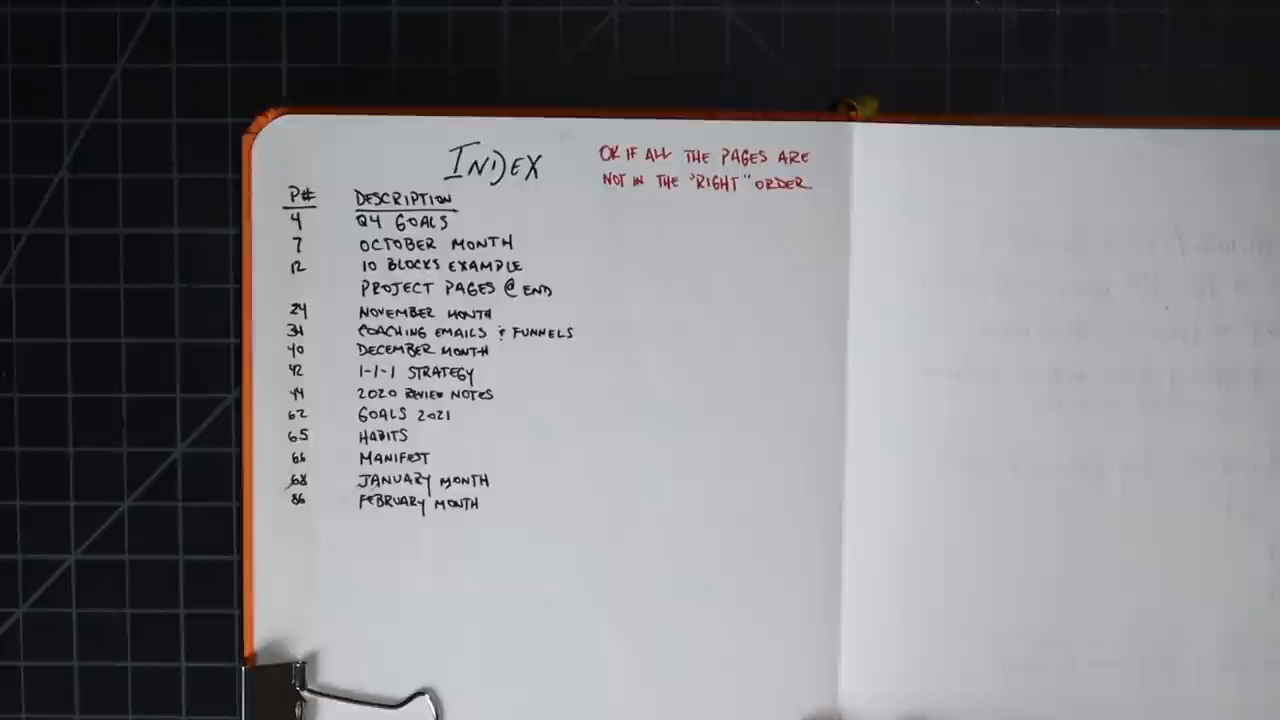 INDEX
OR IF ALL THE PAGES ARE
NOT IN THE "RIGHT" ORDER
P# DESCRIPTION
4 Q4 GOALS
7 OCTOBER MONTH
12 10 BLOCKS EXAMPLE
PROJECT PAGES @ END
24 NOVEMBER MONTH
34 COACHING EMAILS & FUNNELS
40 DECEMBER MONTH
42 1-1-1 STRATEGY
44 2020 REVIEW NOTES
62 GOALS 2021
65 HABITS
66 MANIFEST
68 JANUARY MONTH
86 FEBRUARY MONTH